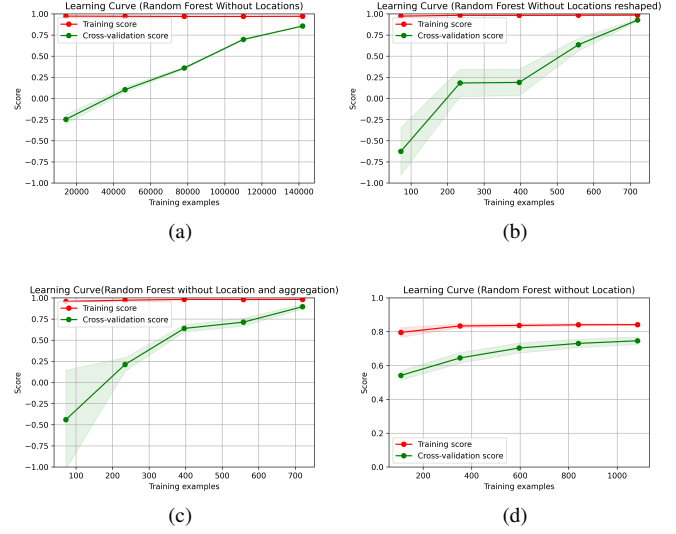 Learning Curve (Random Forest Without Locations)
1.00
0.75
0.50
0.25
0.00
−0.25
−0.50
−0.75
−1.00
Score
Training score
Cross-validation score
20000 40000 60000 80000 100000 120000 140000
Training examples
(a)
Learning Curve (Random Forest Without Locations reshaped)
1.00
0.75
0.50
0.25
0.00
−0.25
−0.50
−0.75
−1.00
Score
Training score
Cross-validation score
100 200 300 400 500 600 700
Training examples
(b)
Learning Curve(Random Forest without Location and aggregation)
1.00
0.75
0.50
0.25
0.00
−0.25
−0.50
−0.75
−1.00
Score
Training score
Cross-validation score
100 200 300 400 500 600 700
Training examples
(c)
Learning Curve (Random Forest without Location)
1.0
0.8
0.6
0.4
0.2
0.0
Score
Training score
Cross-validation score
200 400 600 800 1000
Training examples
(d)